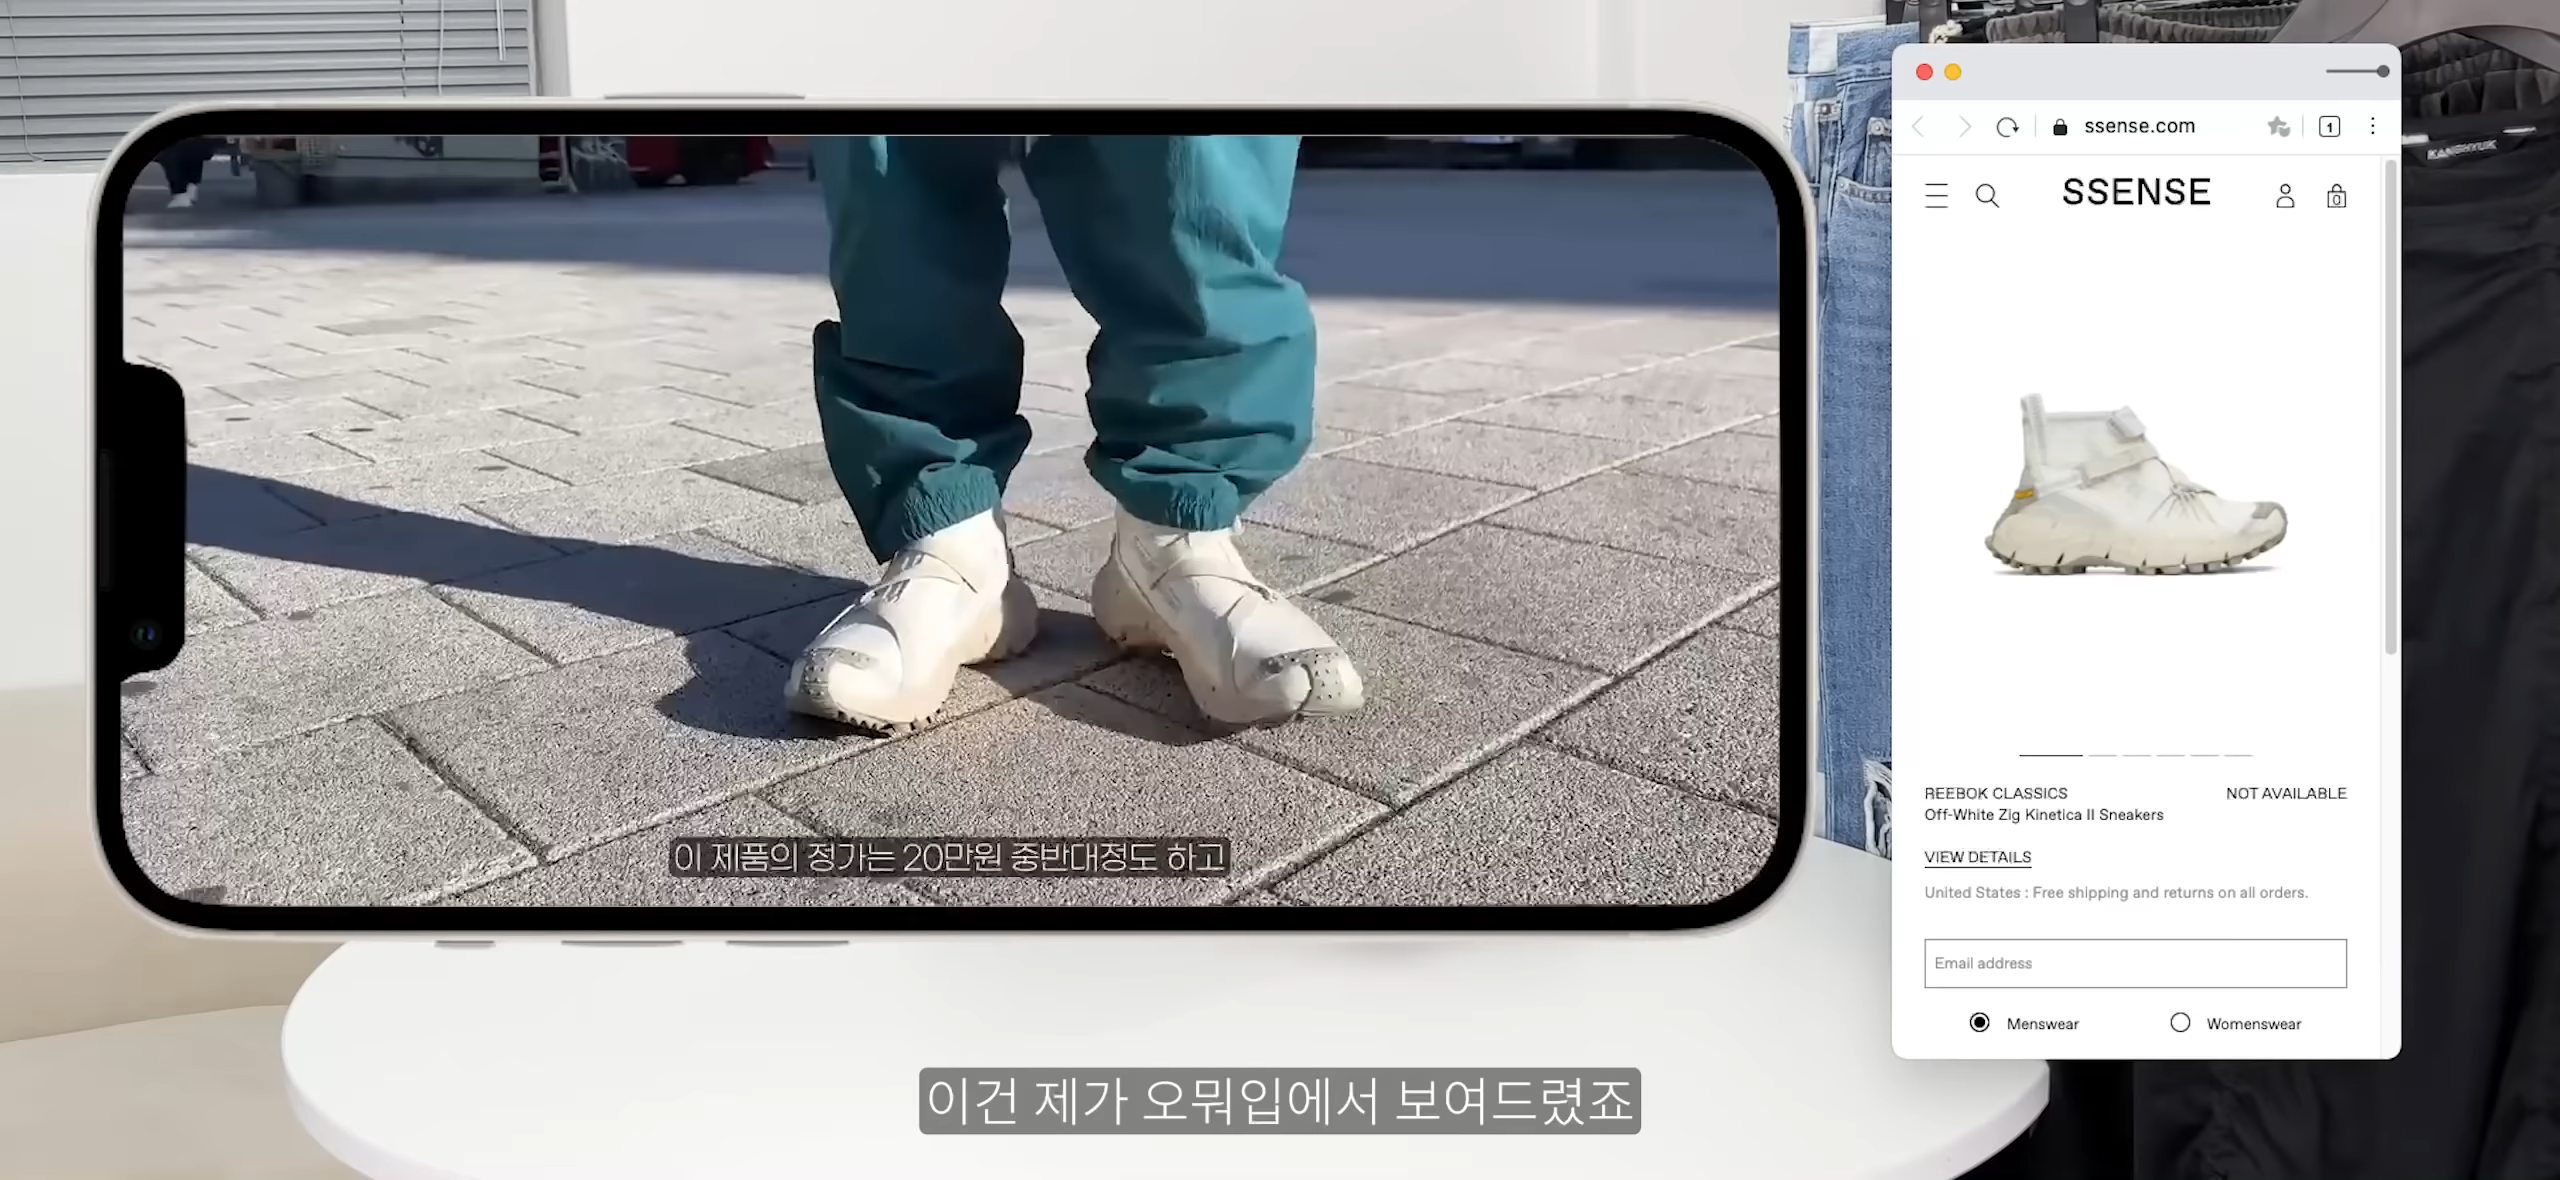 이 제품의 정가는 20만원 중반대정도 하고
이건 제가 오뭐입에서 보여드렸죠
KANGHYUK
ssense.com
1
SSENSE
0
REEBOK CLASSICS
NOT AVAILABLE
Off-White Zig Kinetica II Sneakers
VIEW DETAILS
United States : Free shipping and returns on all orders.
Email address
Menswear
Womenswear